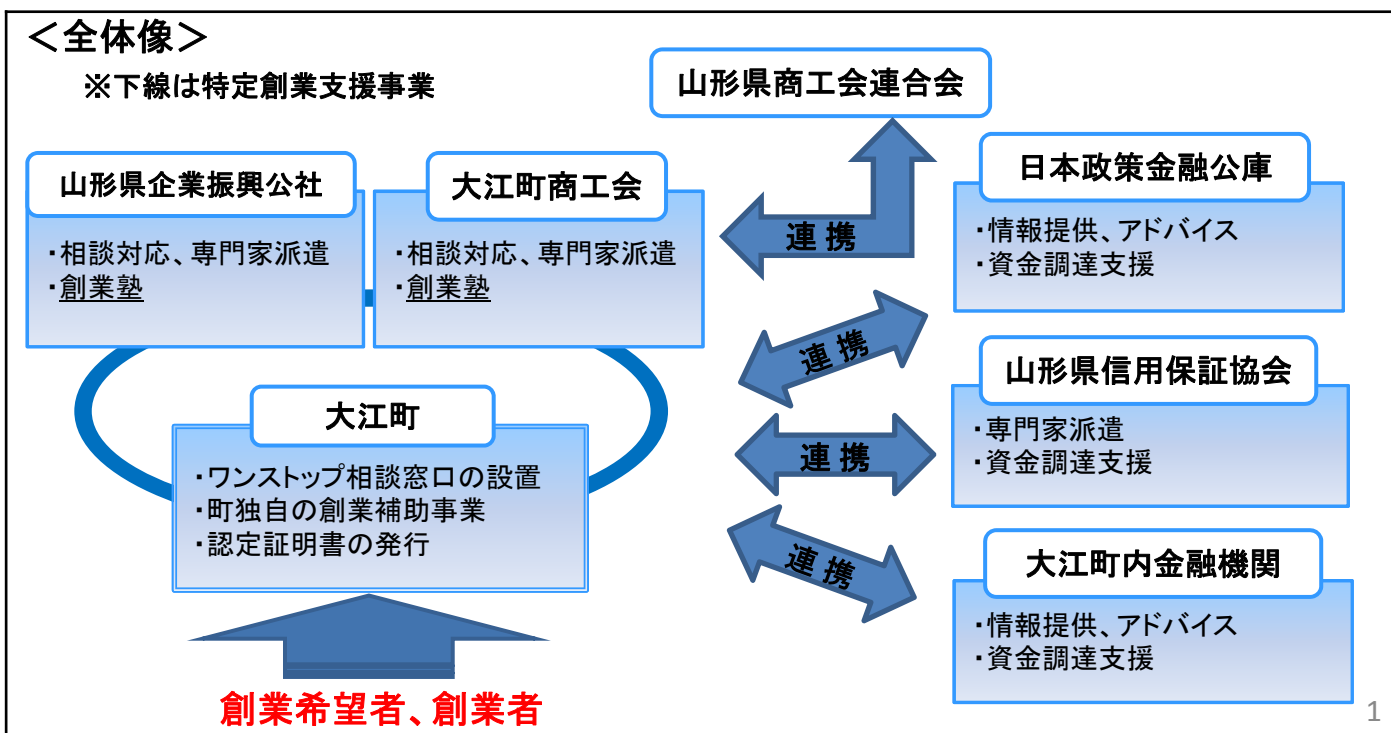 ＜全体像＞
※下線は特定創業支援事業
山形県商工会連合会
山形県企業振興公社
・相談対応、専門家派遣
・創業塾
大江町商工会
・相談対応、専門家派遣
・創業塾
連 携
日本政策金融公庫
・情報提供、アドバイス
・資金調達支援
連 携
山形県信用保証協会
・専門家派遣
・資金調達支援
連 携
大江町
・ワンストップ相談窓口の設置
・町独自の創業補助事業
・認定証明書の発行
連 携
大江町内金融機関
・情報提供、アドバイス
・資金調達支援
創業希望者、創業者
1